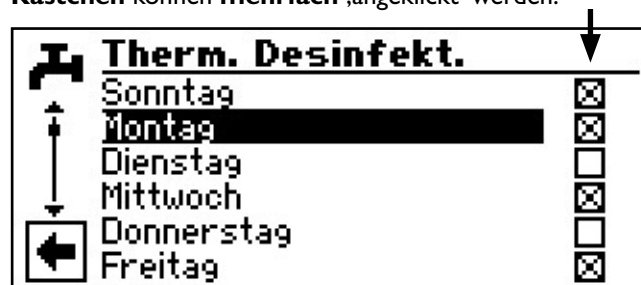 Kästchen können mehrfach ‚angeklickt' werden.
Therm. Desinfekt.
Sonntag
Montag
Dienstag
Mittwoch
Donnerstag
Freitag